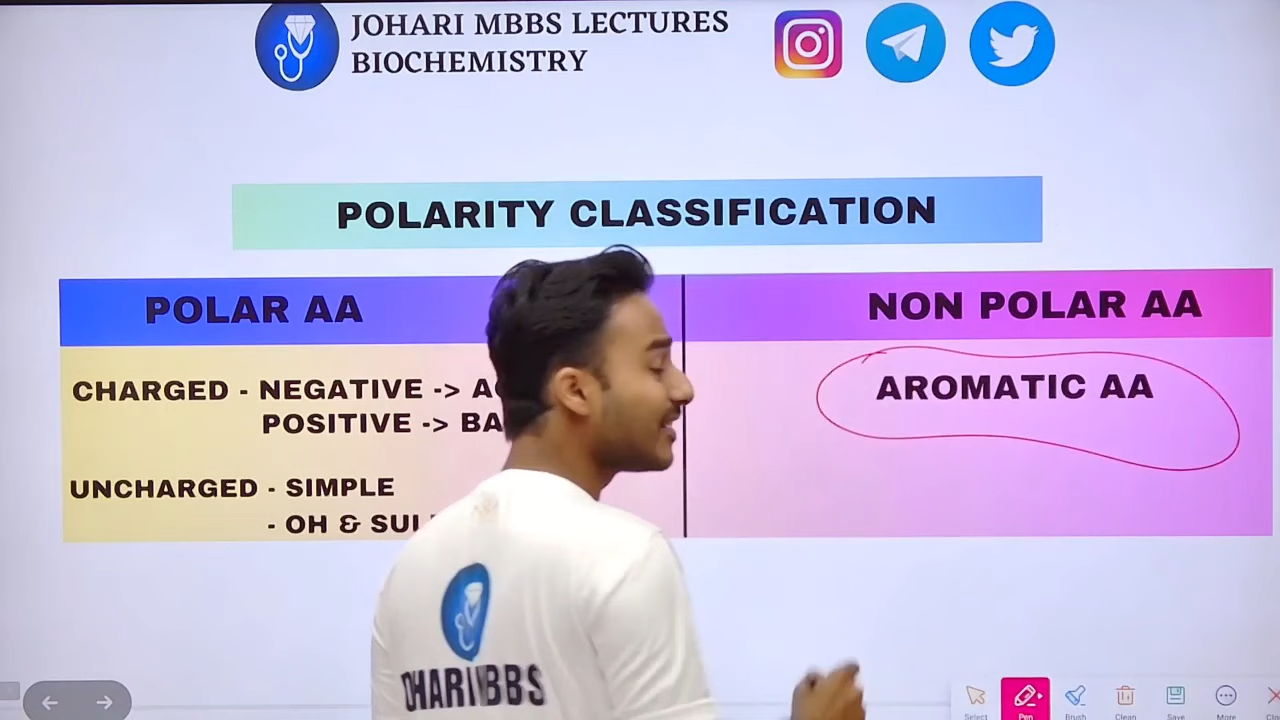 JOHARI MBBS LECTURES
BIOCHEMISTRY
POLARITY CLASSIFICATION
POLAR AA
NON POLAR AA
CHARGED - NEGATIVE ->
POSITIVE ->
AROMATIC AA
UNCHARGED - SIMPLE
- OH &
MBBS
Select
Pen
Brush
Clean
Save
More